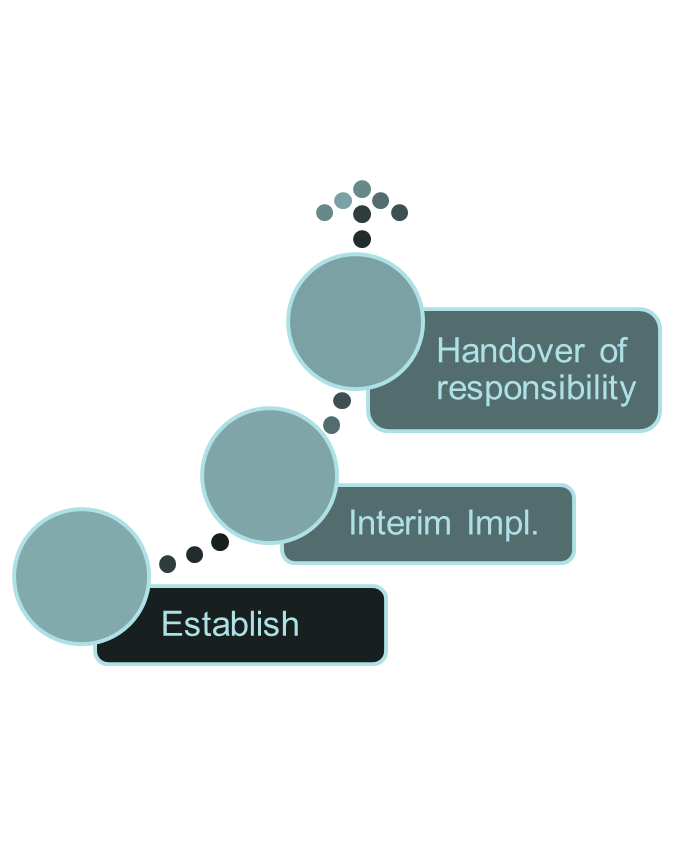 Handover of
responsibility
Interim Impl.
Establish